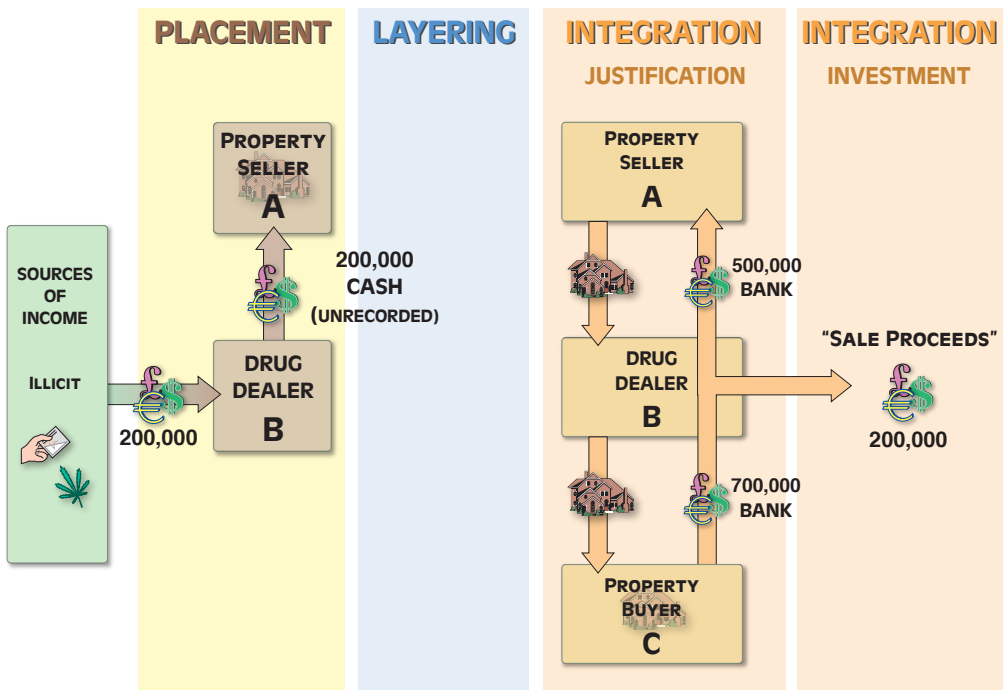 PLACEMENT
LAYERING
INTEGRATION
JUSTIFICATION
INTEGRATION
INVESTMENT
SOURCES
OF
INCOME
ILLICIT
200,000
PROPERTY
SELLER
A
200,000
CASH
(UNRECORDED)
DRUG
DEALER
B
PROPERTY
SELLER
A
500,000
BANK
DRUG
DEALER
B
700,000
BANK
PROPERTY
BUYER
C
"SALE PROCEEDS"
200,000